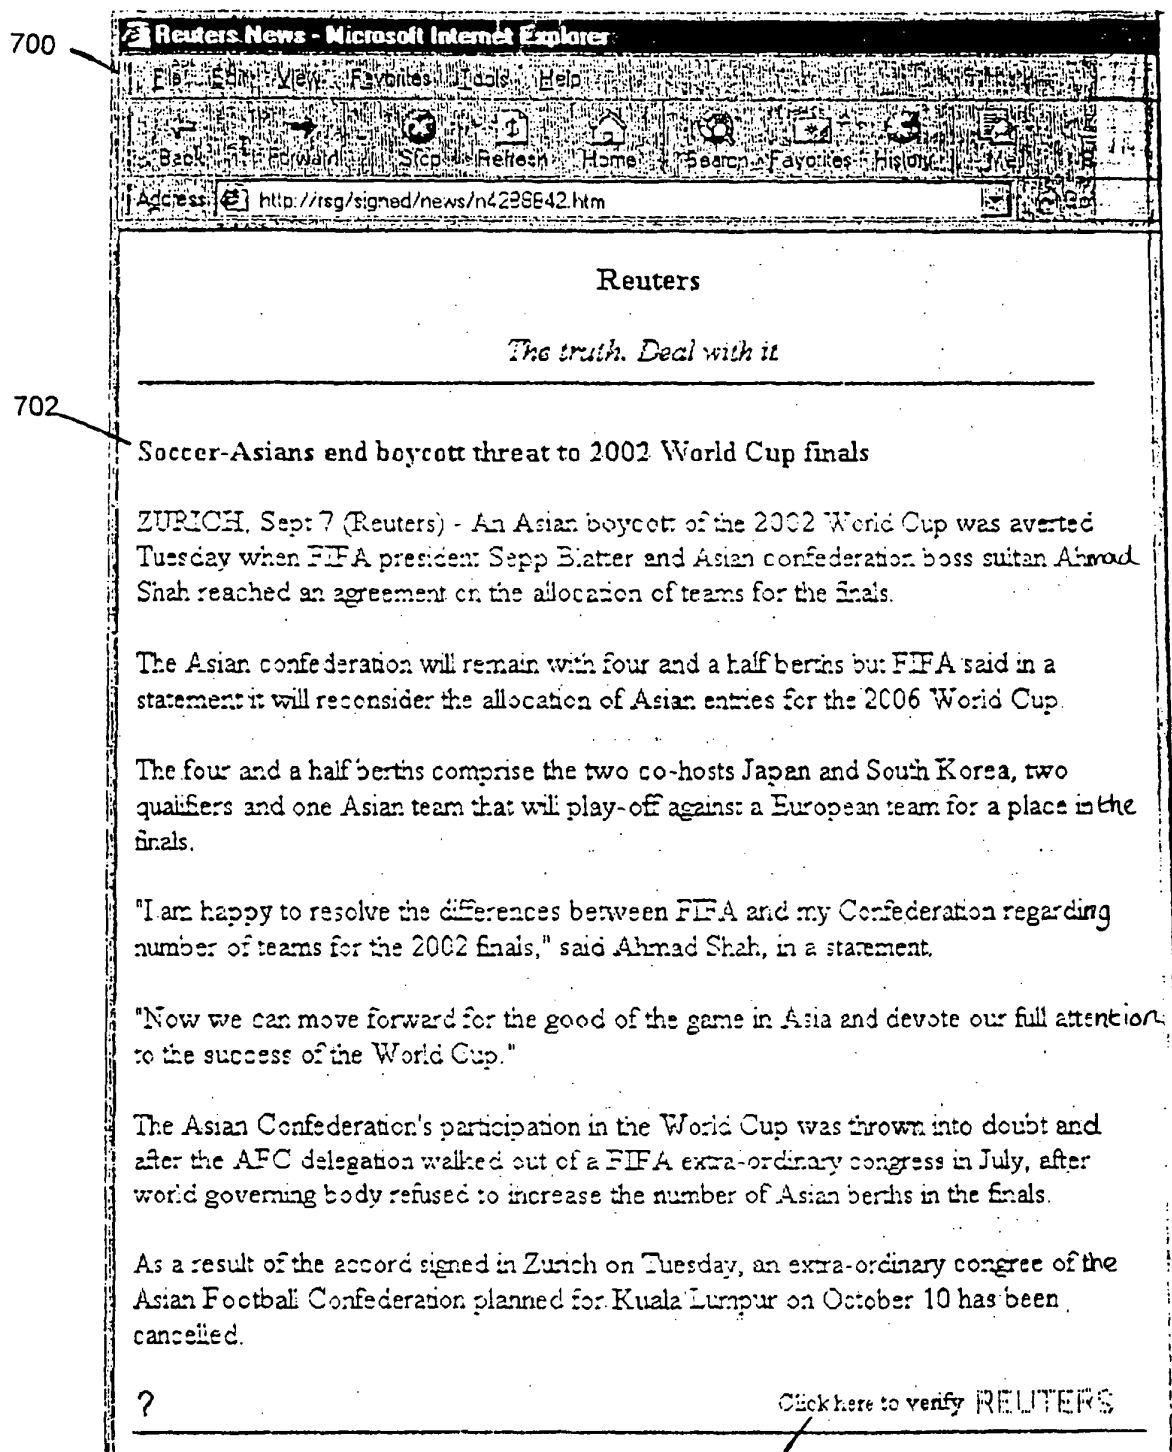 700
Reuters News - Microsoft Internet Explorer
File Edit View Favorites Tools Help
Back Forward Stop Refresh Home Search Favorites History
Address http://rsg/signed/news/n4286842.htm
Reuters
The truth. Deal with it
702
Soccer-Asians end boycott threat to 2002 World Cup finals
ZURICH, Sept 7 (Reuters) - An Asian boycott of the 2002 World Cup was averted
Tuesday when FIFA president Sepp Blatter and Asian confederation boss sultan Ahmad
Shah reached an agreement on the allocation of teams for the finals.
The Asian confederation will remain with four and a half berths but FIFA said in a
statement it will reconsider the allocation of Asian entries for the 2006 World Cup.
The four and a half berths comprise the two co-hosts Japan and South Korea, two
qualifiers and one Asian team that will play-off against a European team for a place in the
finals.
"I am happy to resolve the differences between FIFA and my Confederation regarding
number of teams for the 2002 finals," said Ahmad Shah, in a statement.
"Now we can move forward for the good of the game in Asia and devote our full attention
to the success of the World Cup."
The Asian Confederation's participation in the World Cup was thrown into doubt and
after the AFC delegation walked out of a FIFA extra-ordinary congress in July, after
world governing body refused to increase the number of Asian berths in the finals.
As a result of the accord signed in Zurich on Tuesday, an extra-ordinary congree of the
Asian Football Confederation planned for Kuala Lumpur on October 10 has been
cancelled.
?
Click here to verify REUTERS